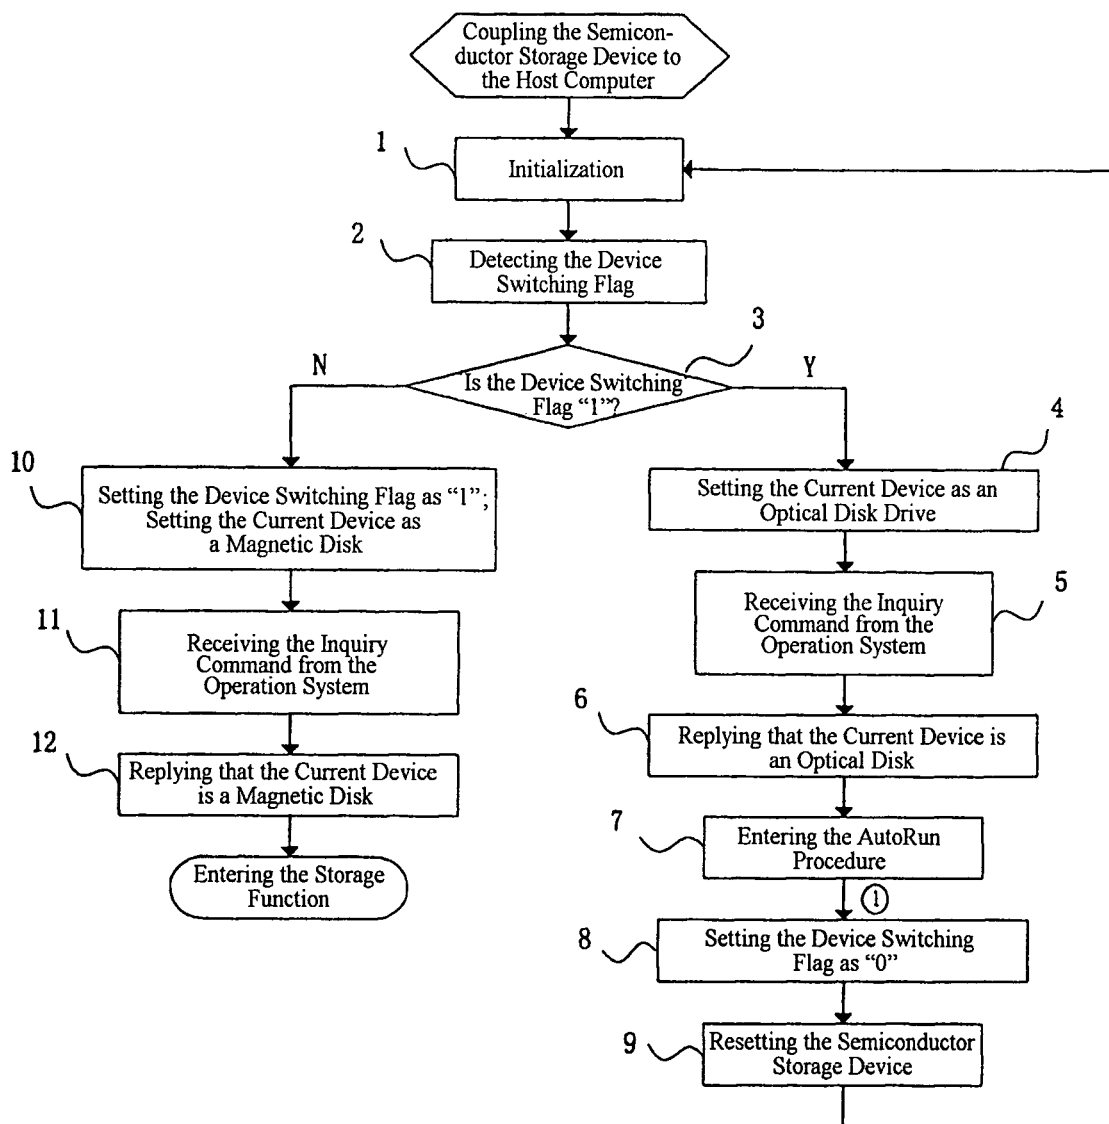 Coupling the Semicon-
ductor Storage Device to
the Host Computer
1
Initialization
2
Detecting the Device
Switching Flag
3
N
Y
Is the Device Switching
Flag “1”?
4
10
Setting the Device Switching Flag as “1”;
Setting the Current Device as
a Magnetic Disk
Setting the Current Device as an
Optical Disk Drive
5
11
Receiving the Inquiry
Command from the
Operation System
Receiving the Inquiry
Command from the
Operation System
6
12
Replying that the Current Device
is a Magnetic Disk
Replying that the Current Device is
an Optical Disk
7
Entering the AutoRun
Procedure
Entering the Storage
Function
①
8
Setting the Device Switching
Flag as “0”
9
Resetting the Semiconductor
Storage Device